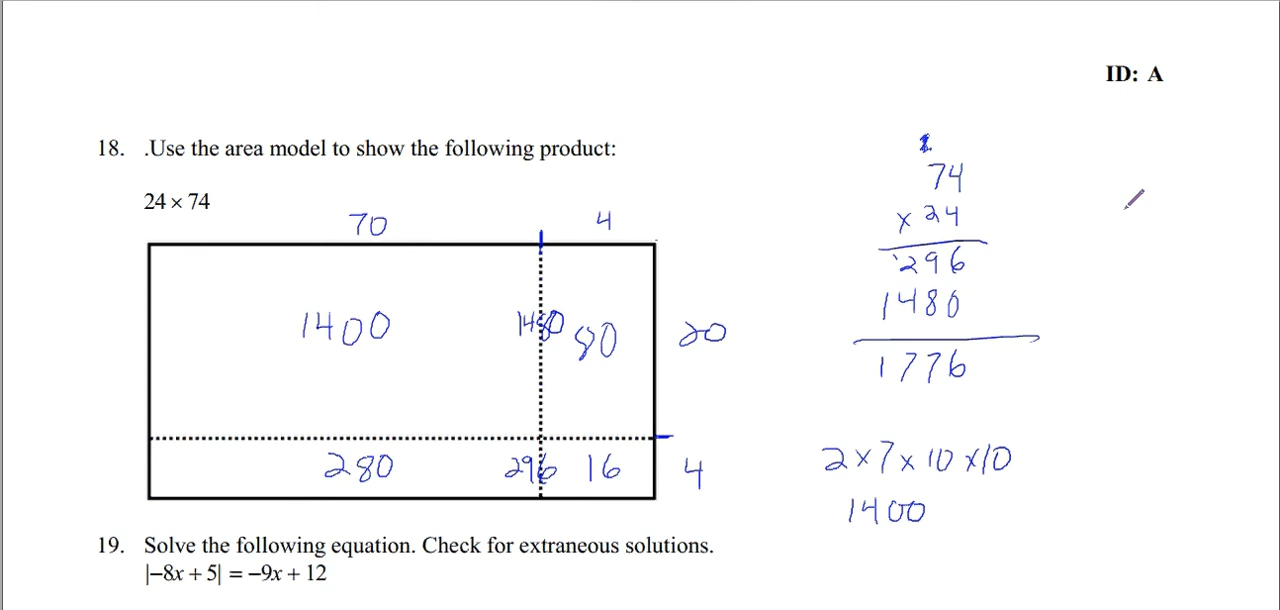 ID: A
18. .Use the area model to show the following product:
24 × 74
70 4
1400 1480 80 20
280 296 16 4
74
× 24
296
1480
1776
2×7×10×10
1400
19. Solve the following equation. Check for extraneous solutions.
|−8x + 5| = −9x + 12